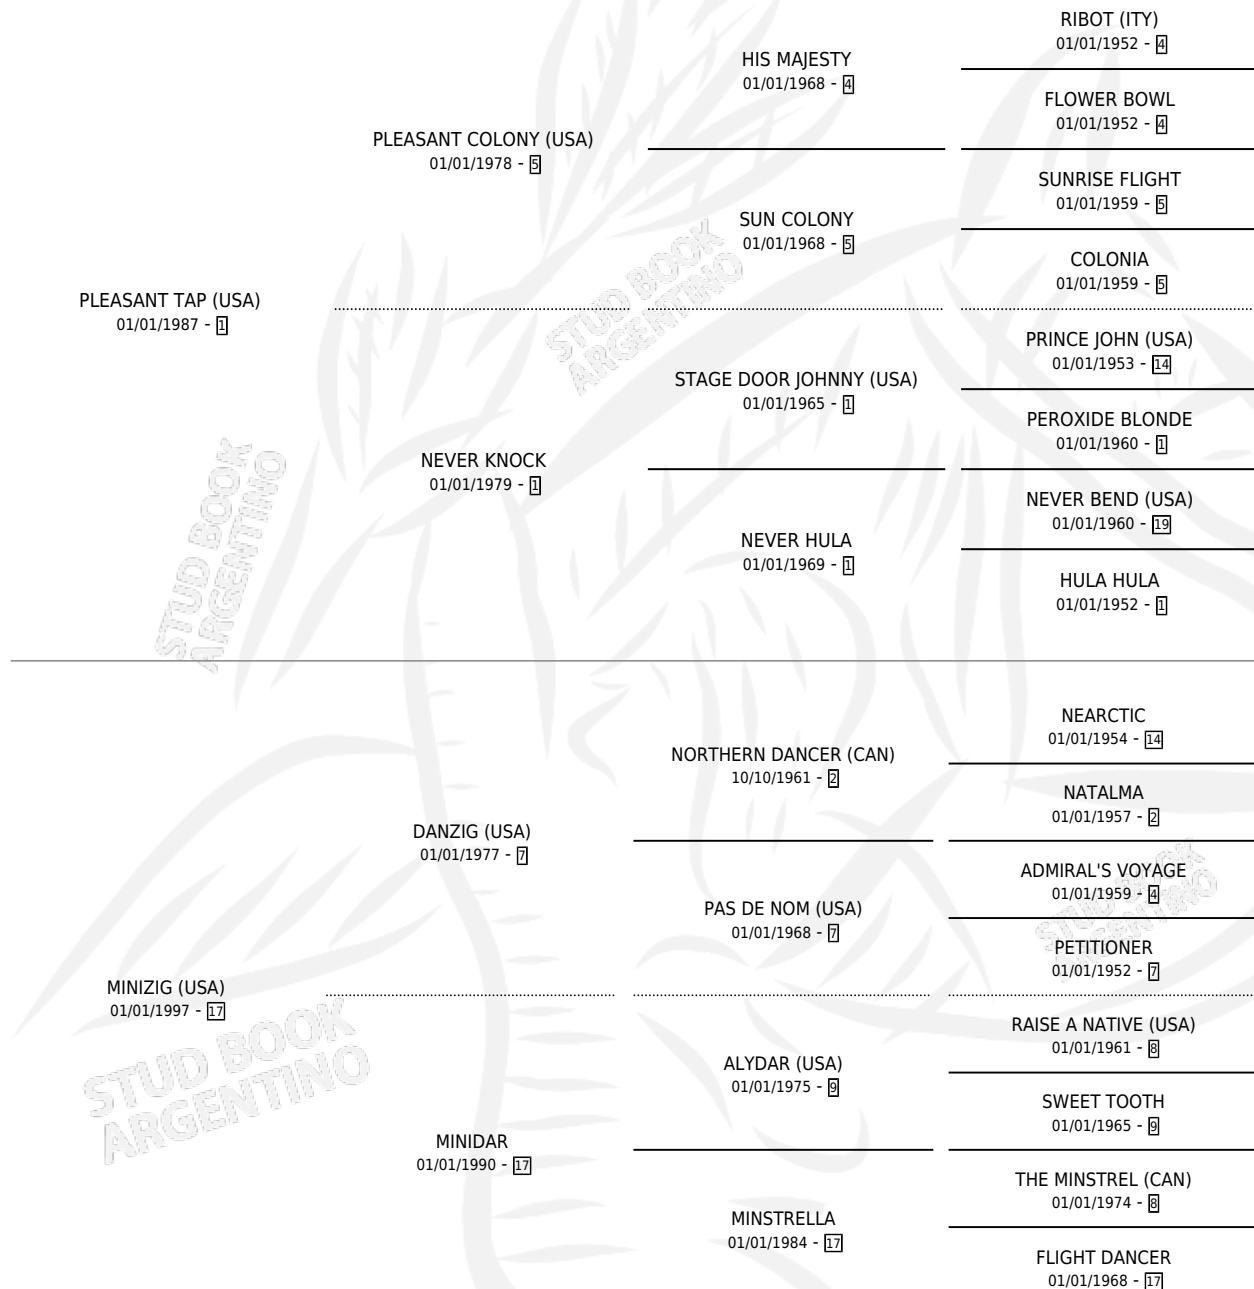 RIBOT (ITY)
01/01/1952 - 4
HIS MAJESTY
01/01/1968 - 4
FLOWER BOWL
01/01/1952 - 4
PLEASANT COLONY (USA)
01/01/1978 - 5
SUNRISE FLIGHT
01/01/1959 - 5
SUN COLONY
01/01/1968 - 5
COLONIA
01/01/1959 - 5
PLEASANT TAP (USA)
01/01/1987 - 1
PRINCE JOHN (USA)
01/01/1953 - 14
STAGE DOOR JOHNNY (USA)
01/01/1965 - 1
PEROXIDE BLONDE
01/01/1960 - 1
NEVER KNOCK
01/01/1979 - 1
NEVER BEND (USA)
01/01/1960 - 19
NEVER HULA
01/01/1969 - 1
HULA HULA
01/01/1952 - 1
STUD BOOK
ARGENTINO
STUD BOOK
ARGENTINO
NEARCTIC
01/01/1954 - 14
NORTHERN DANCER (CAN)
10/10/1961 - 2
NATALMA
01/01/1957 - 2
DANZIG (USA)
01/01/1977 - 7
ADMIRAL'S VOYAGE
01/01/1959 - 4
PAS DE NOM (USA)
01/01/1968 - 7
PETITIONER
01/01/1952 - 7
MINIZIG (USA)
01/01/1997 - 17
RAISE A NATIVE (USA)
01/01/1961 - 8
ALYDAR (USA)
01/01/1975 - 9
SWEET TOOTH
01/01/1965 - 9
MINIDAR
01/01/1990 - 17
THE MINSTREL (CAN)
01/01/1974 - 8
MINSTRELLA
01/01/1984 - 17
FLIGHT DANCER
01/01/1968 - 17
STUD BOOK
ARGENTINO
STUD BOOK
ARGENTINO